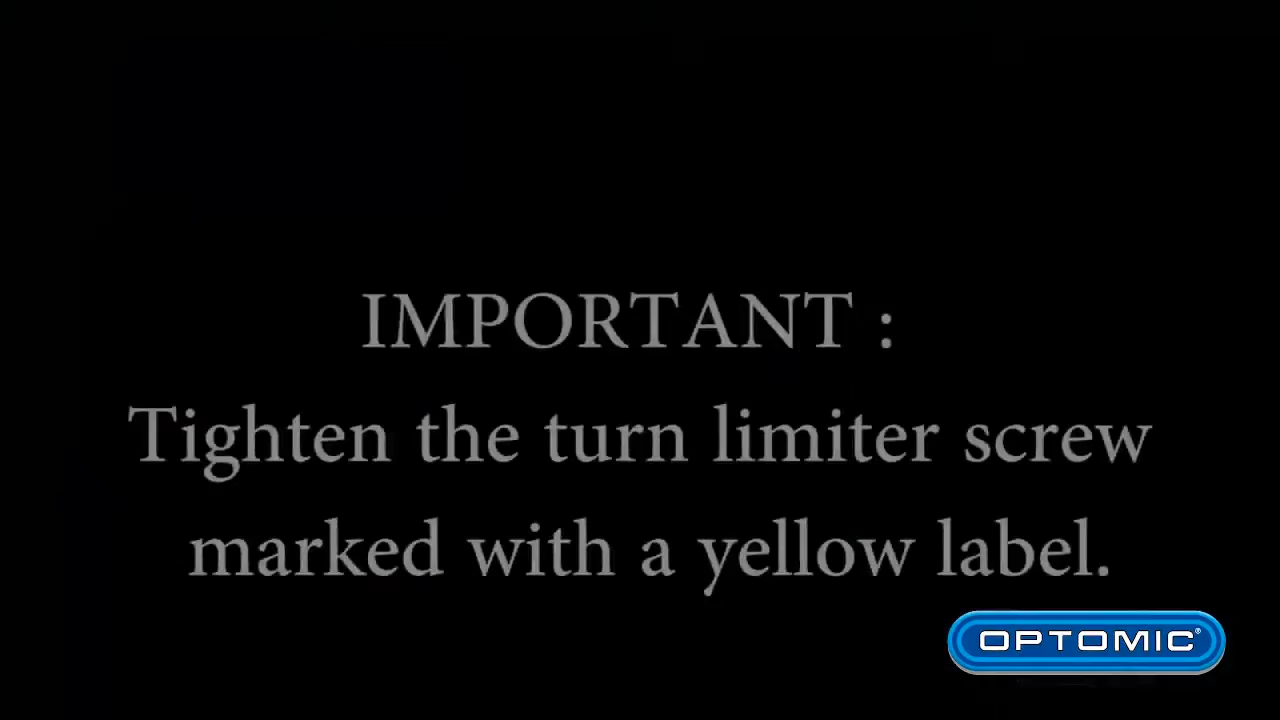 IMPORTANT :
Tighten the turn limiter screw
marked with a yellow label.
OPTOMIC®